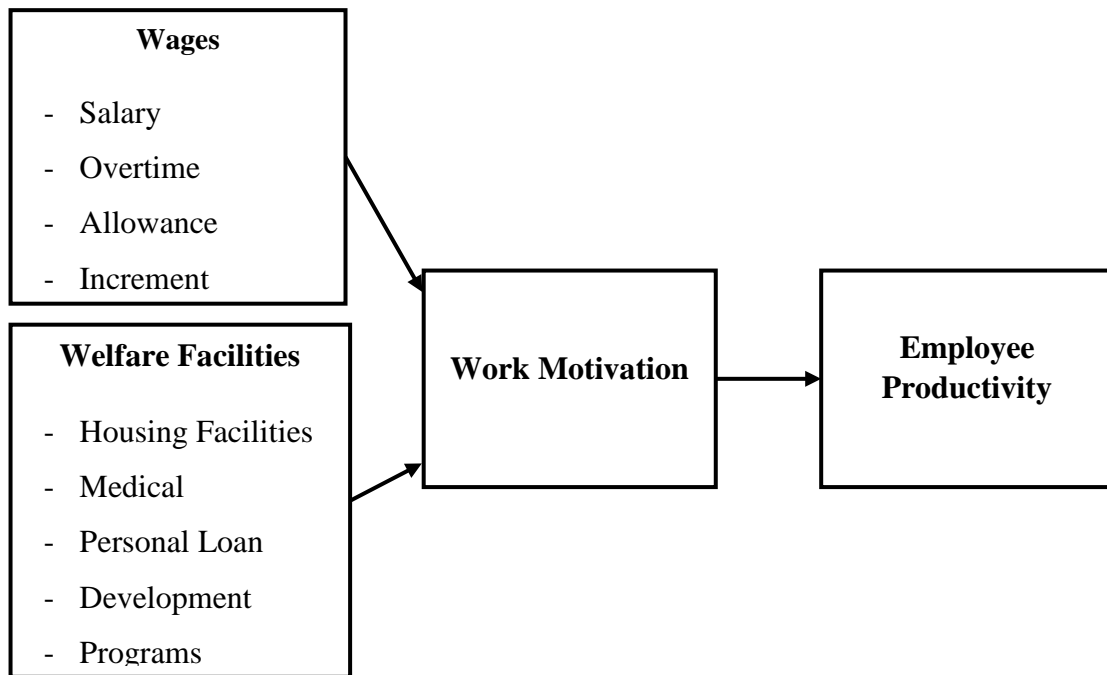 Wages
- Salary
- Overtime
- Allowance
- Increment
Welfare Facilities
- Housing Facilities
- Medical
- Personal Loan
- Development
- Programs
Work Motivation
Employee
Productivity